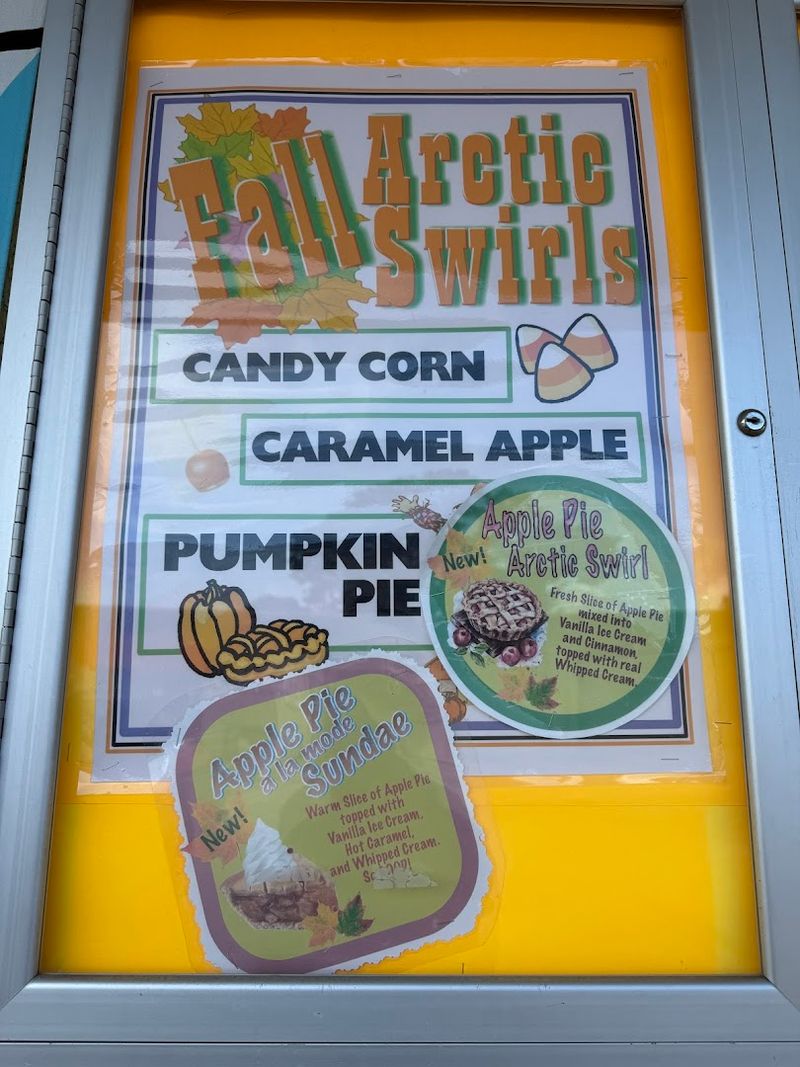 Fall Arctic
Swirls
CANDY CORN
CARAMEL APPLE
PUMPKIN
PIE
Apple Pie
Arctic Swirl
New!
Fresh Slice of Apple Pie
mixed into
Vanilla Ice Cream
and Cinnamon,
topped with real
Whipped Cream.
Apple Pie
a la mode
Sundae
New!
Warm Slice of Apple Pie
topped with
Vanilla Ice Cream,
Hot Caramel,
and Whipped Cream.